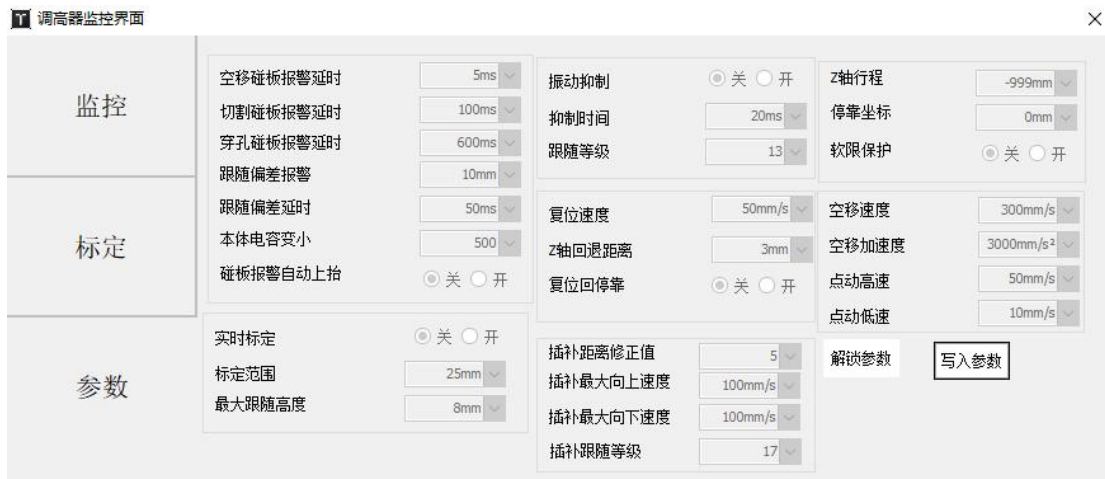 调高器监控界面
监控
标定
参数
空移碰板报警延时 5ms
切割碰板报警延时 100ms
穿孔碰板报警延时 600ms
跟随偏差报警 10mm
跟随偏差延时 50ms
本体电容变小 500
碰板报警自动上抬 关 开
实时标定 关 开
标定范围 25mm
最大跟随高度 8mm
振动抑制 关 开
抑制时间 20ms
跟随等级 13
复位速度 50mm/s
Z轴回退距离 3mm
复位回停靠 关 开
插补距离修正值 5
插补最大向上速度 100mm/s
插补最大向下速度 100mm/s
插补跟随等级 17
Z轴行程 -999mm
停靠坐标 0mm
软限保护 关 开
空移速度 300mm/s
空移加速度 3000mm/s²
点动高速 50mm/s
点动低速 10mm/s
解锁参数 写入参数